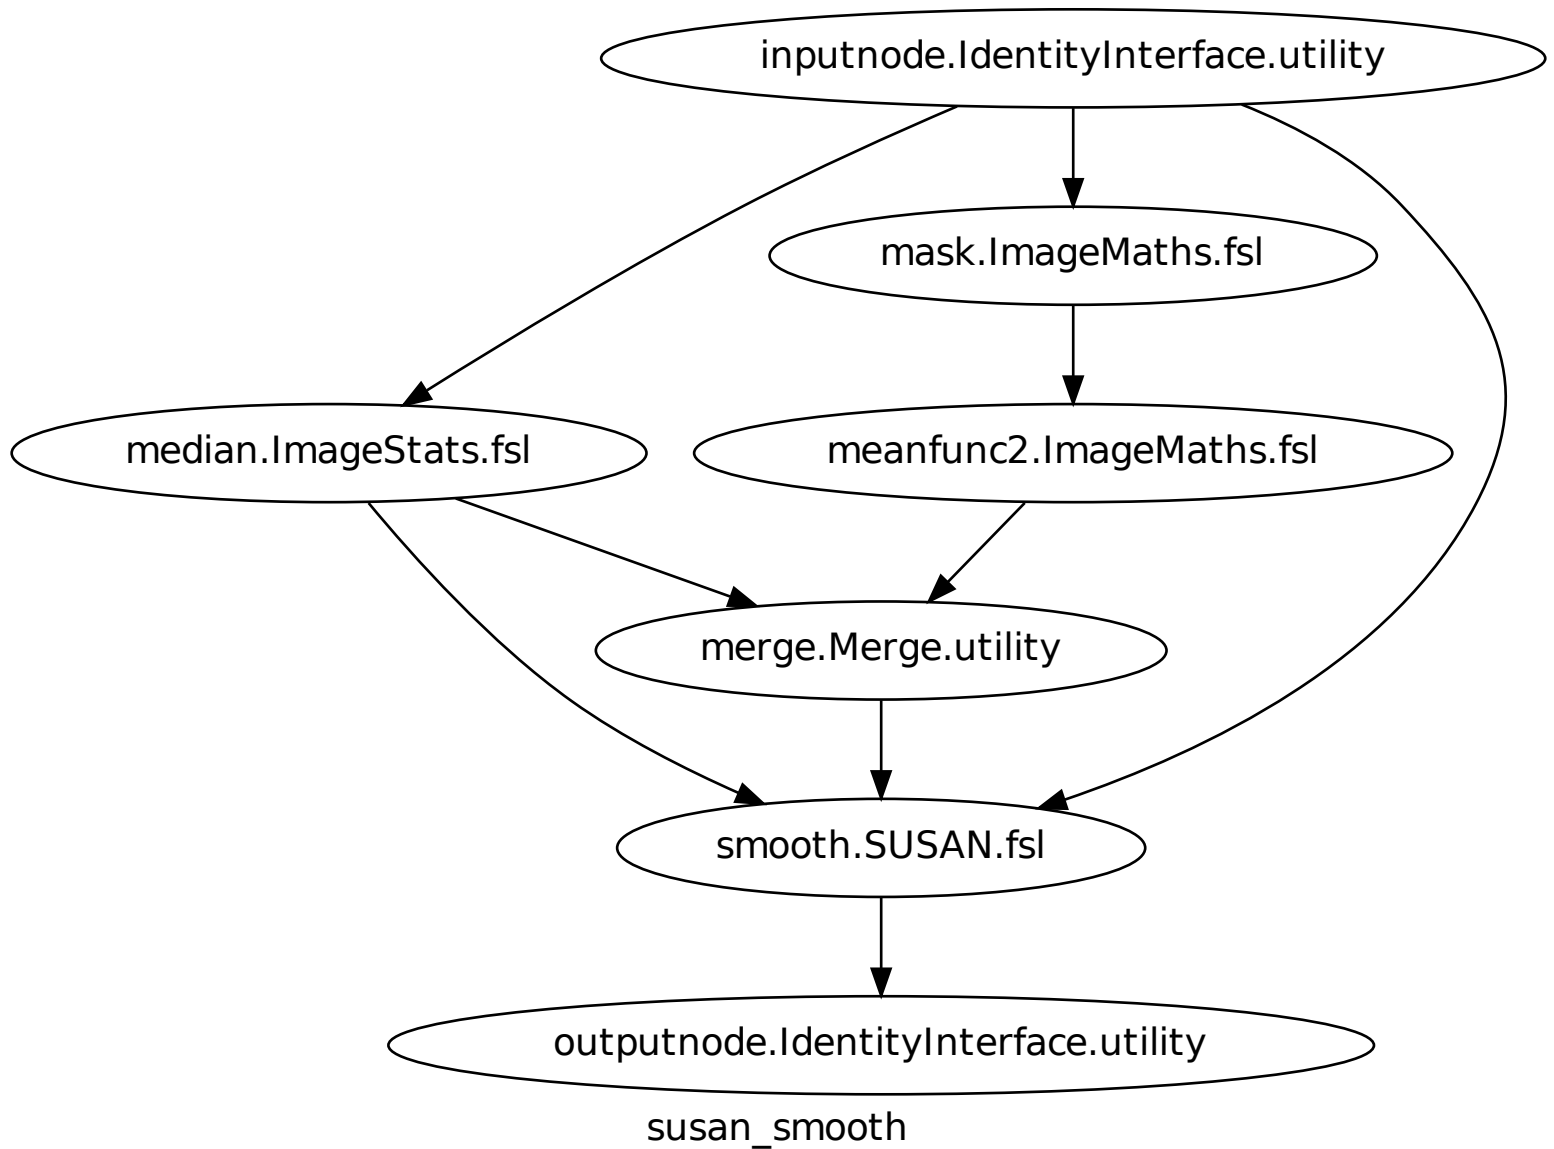 inputnode.IdentityInterface.utility
mask.ImageMaths.fsl
median.ImageStats.fsl
meanfunc2.ImageMaths.fsl
merge.Merge.utility
smooth.SUSAN.fsl
outputnode.IdentityInterface.utility
susan_smooth